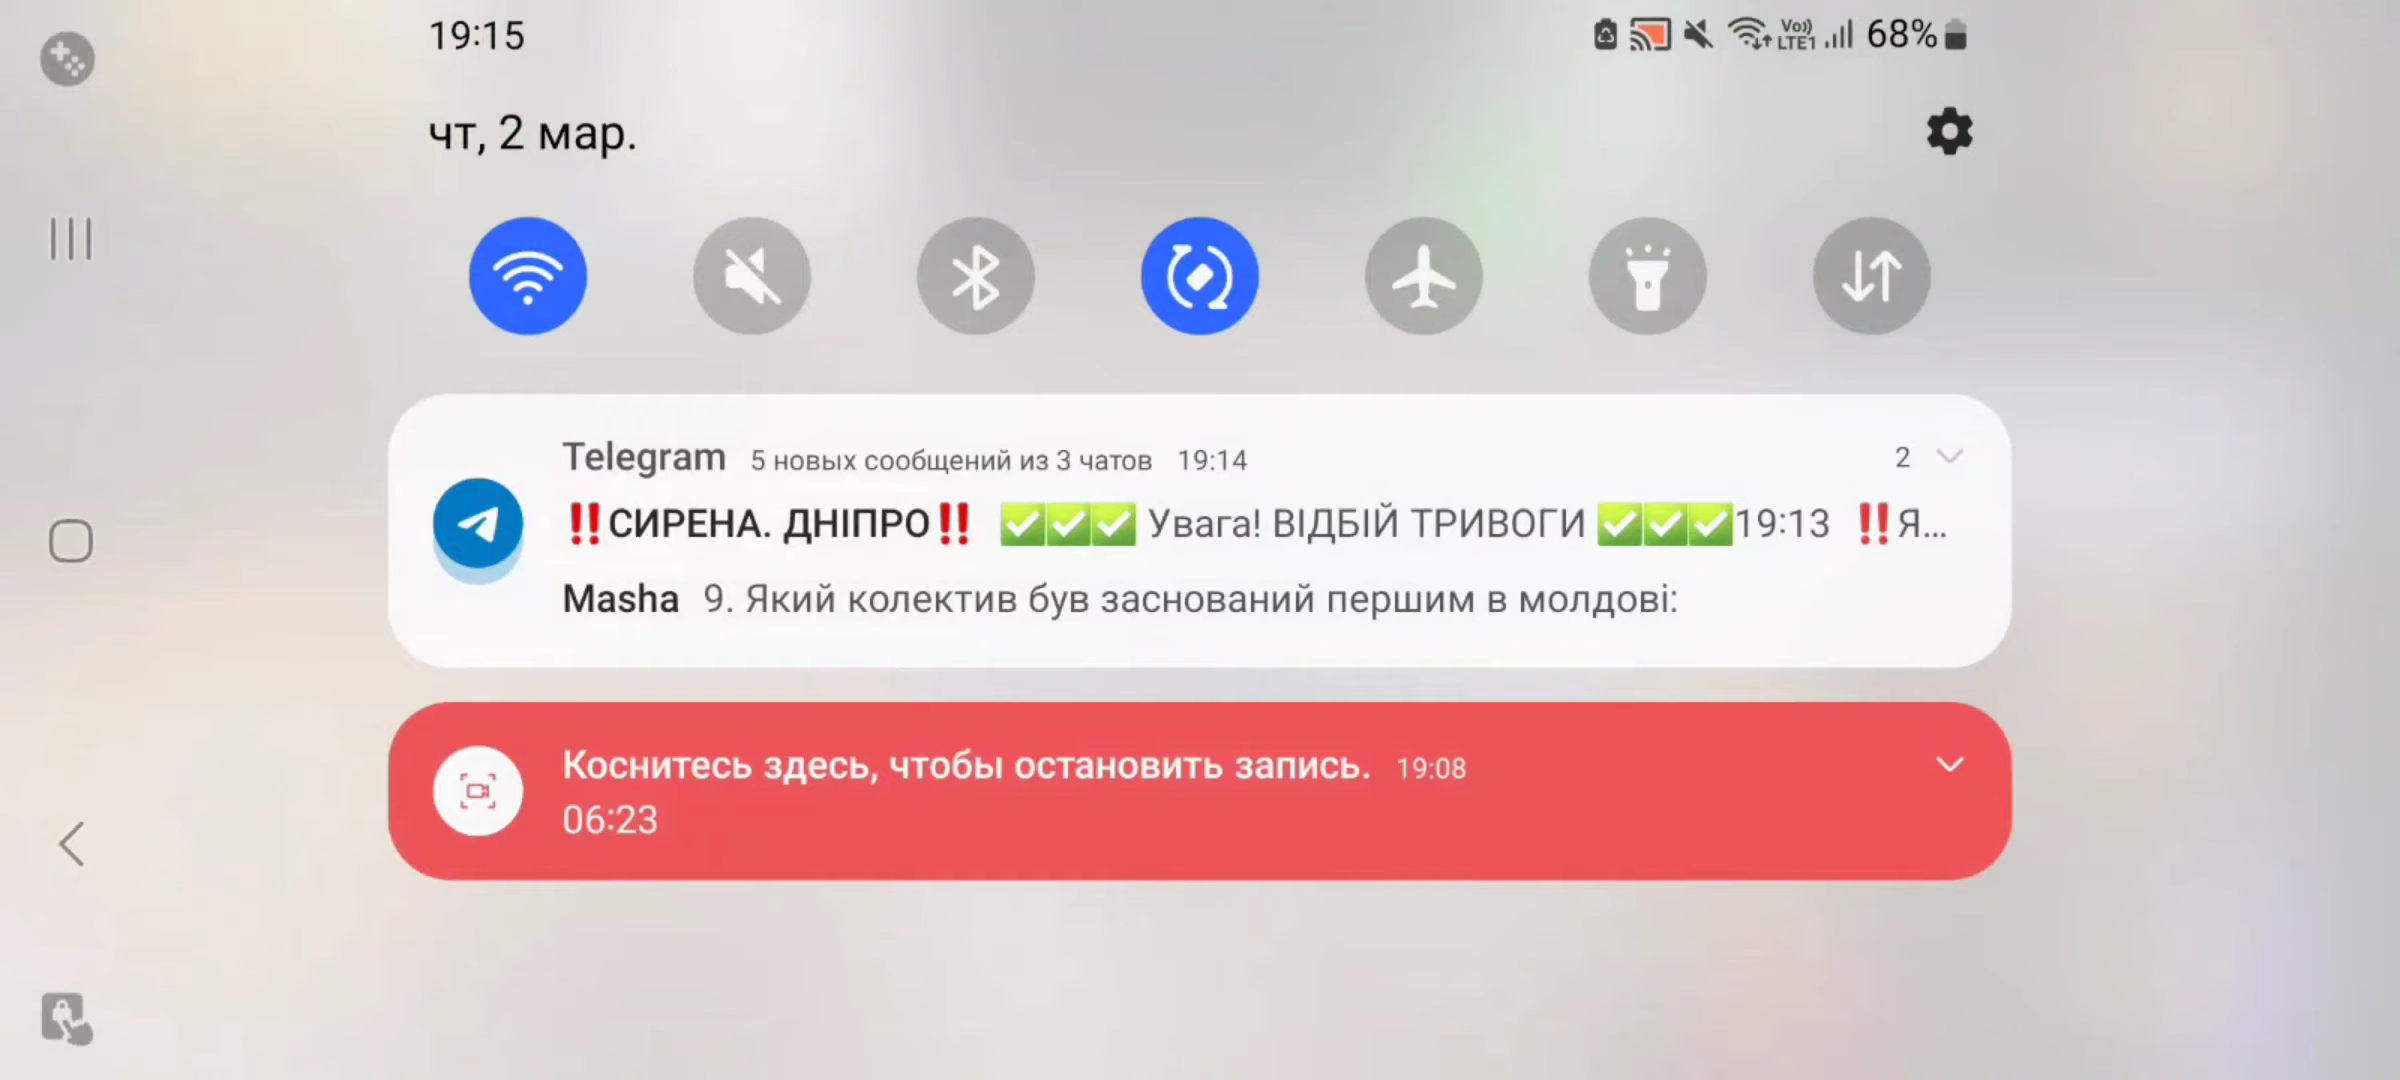 19:15
Vo)) LTE1 68%
чт, 2 мар.
Telegram 5 новых сообщений из 3 чатов 19:14 2
‼️СИРЕНА. ДНІПРО‼️ ✅✅✅ Увага! ВІДБІЙ ТРИВОГИ ✅✅✅19:13 ‼️Я...
Masha 9. Який колектив був заснований першим в молдові:
Коснитесь здесь, чтобы остановить запись. 19:08
06:23